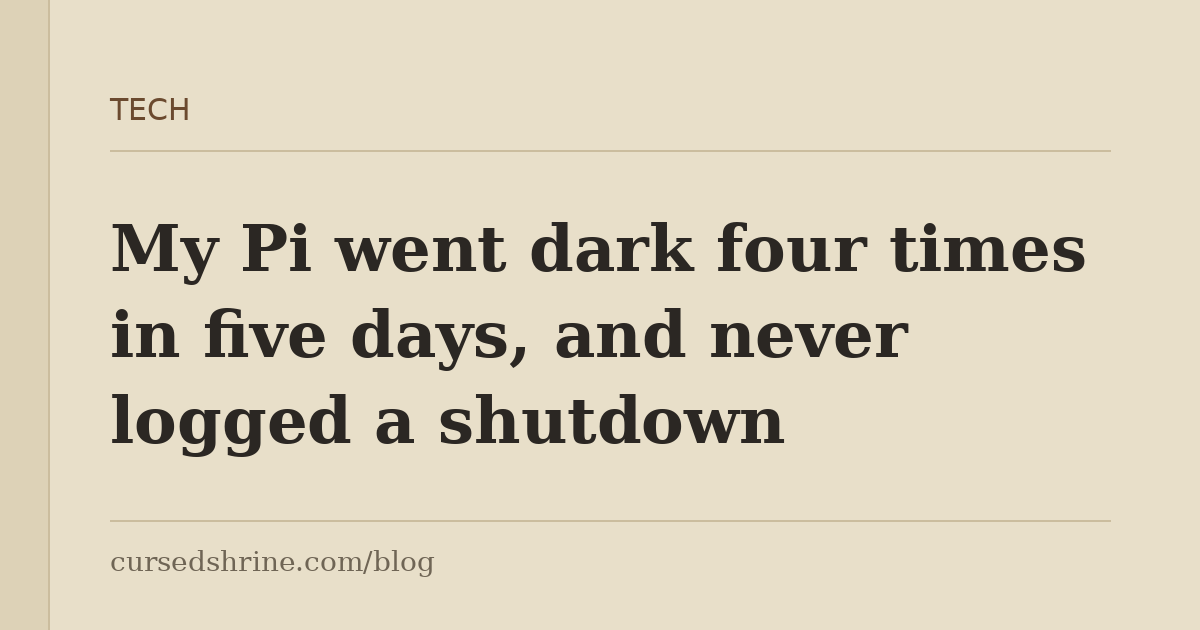 TECH
My Pi went dark four times
in five days, and never
logged a shutdown
cursedshrine.com/blog